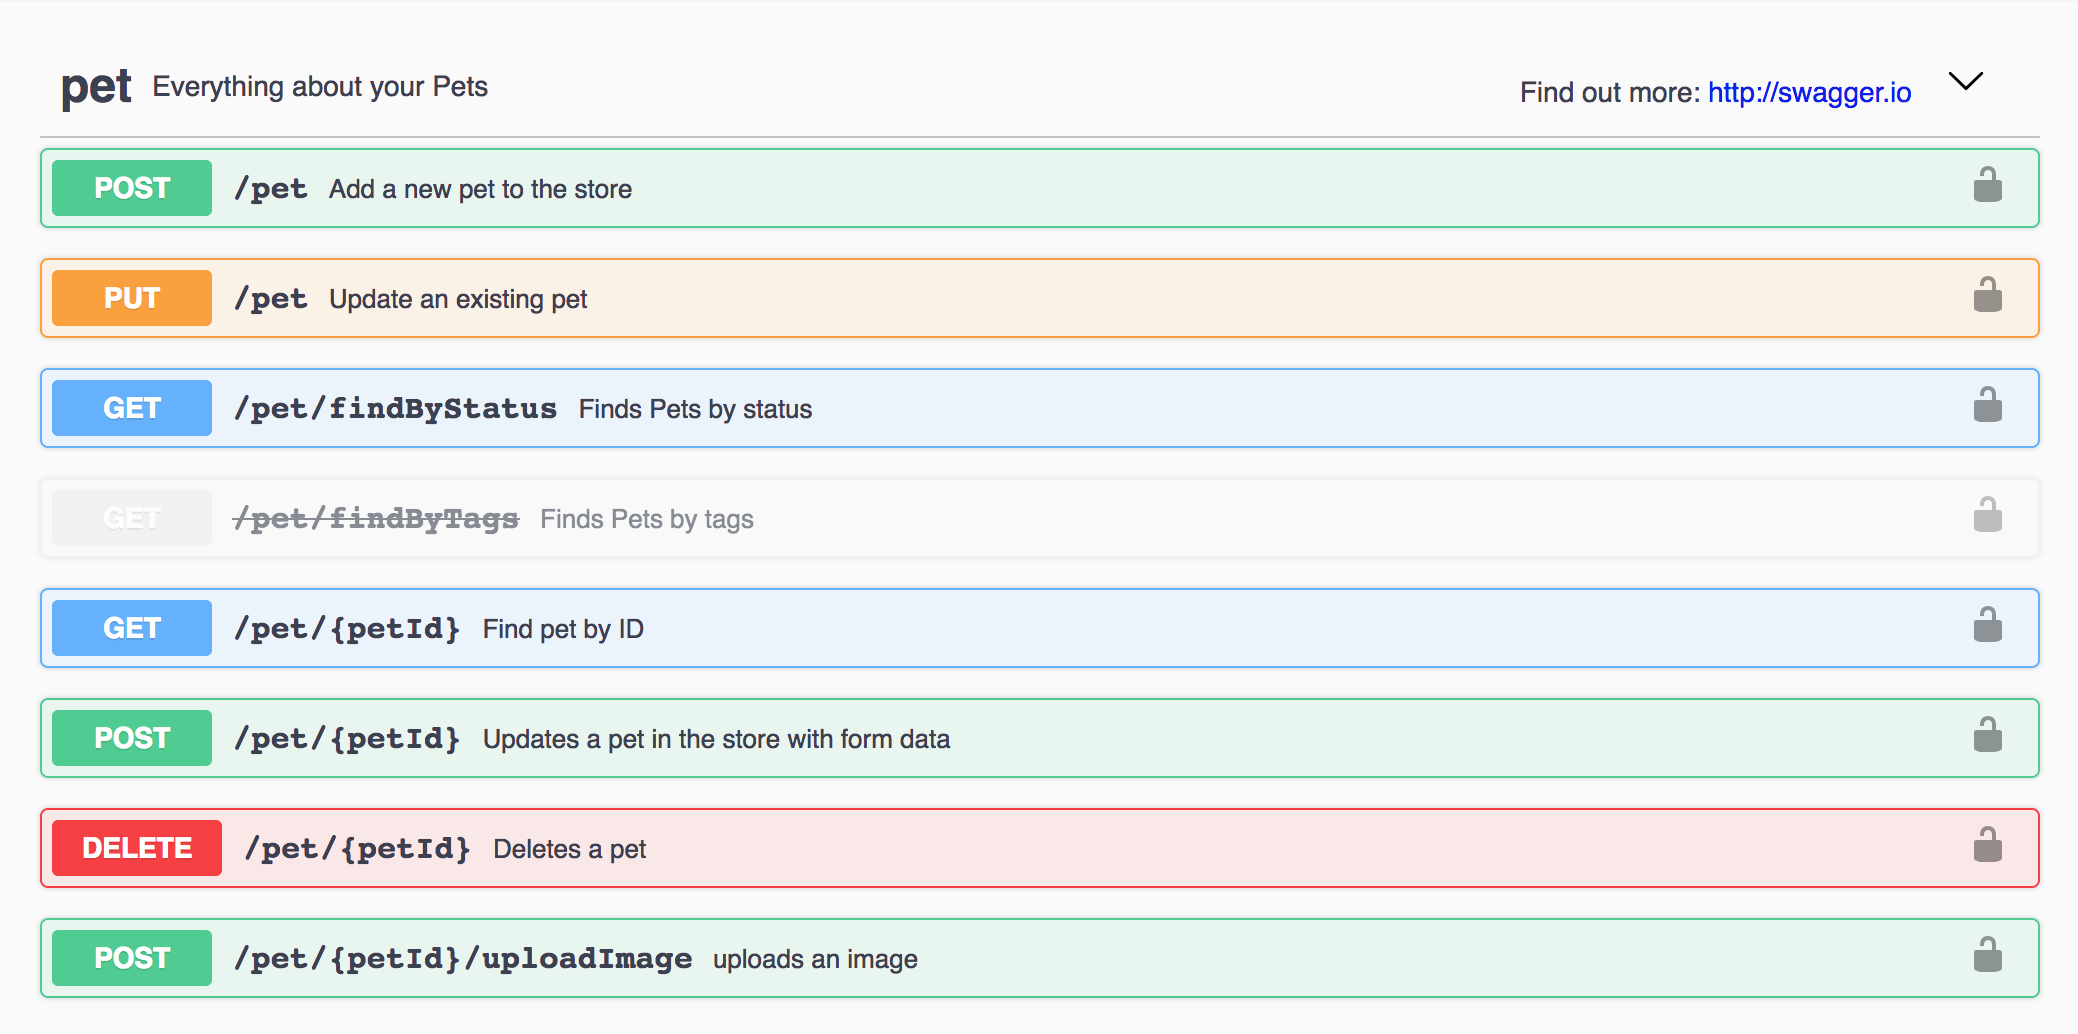 pet Everything about your Pets Find out more: http://swagger.io
POST /pet Add a new pet to the store
PUT /pet Update an existing pet
GET /pet/findByStatus Finds Pets by status
GET /pet/findByTags Finds Pets by tags
GET /pet/{petId} Find pet by ID
POST /pet/{petId} Updates a pet in the store with form data
DELETE /pet/{petId} Deletes a pet
POST /pet/{petId}/uploadImage uploads an image